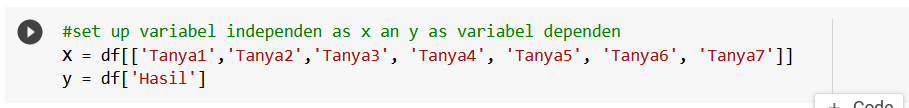 #set up variabel independen as x an y as variabel dependen
X = df[['Tanya1','Tanya2','Tanya3', 'Tanya4', 'Tanya5', 'Tanya6', 'Tanya7']]
y = df['Hasil']
+ Code